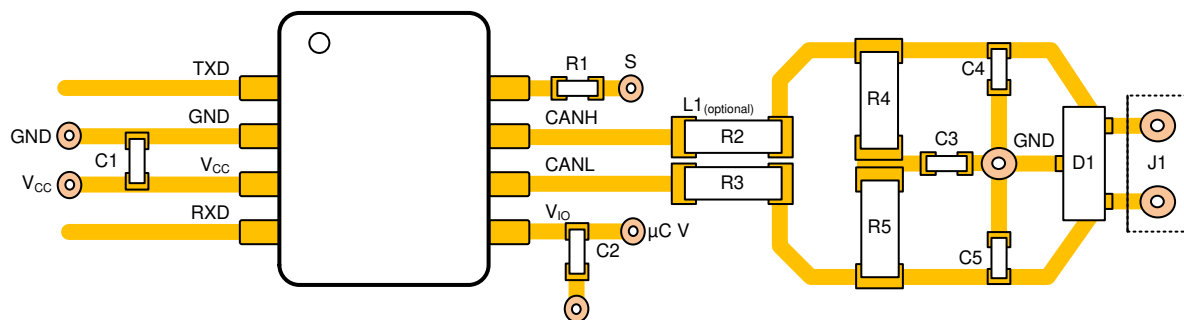 TXD
R1
S
C4
GND
GND
CANH
L1(optional)
R4
R2
C1
C3
GND
VCC
VCC
CANL
R3
D1
J1
RXD
VIO
µC V
R5
C2
C5